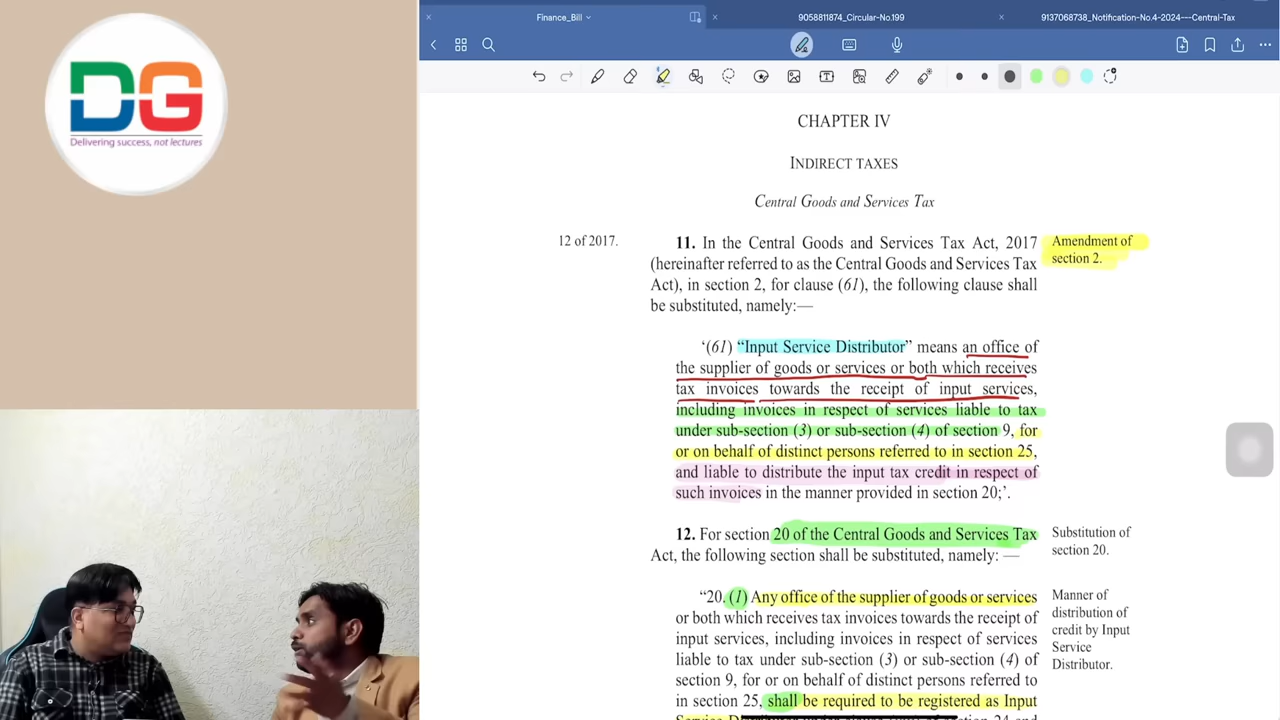 DG
Delivering success, not lectures
Finance_Bill
9058811874_Circular-No.199
9137068738_Notification-No.4-2024---Central-Tax
CHAPTER IV
INDIRECT TAXES
Central Goods and Services Tax
12 of 2017.
11. In the Central Goods and Services Tax Act, 2017
(hereinafter referred to as the Central Goods and Services Tax
Act), in section 2, for clause (61), the following clause shall
be substituted, namely:—
Amendment of
section 2.
‘(61) “Input Service Distributor” means an office of
the supplier of goods or services or both which receives
tax invoices towards the receipt of input services,
including invoices in respect of services liable to tax
under sub-section (3) or sub-section (4) of section 9, for
or on behalf of distinct persons referred to in section 25,
and liable to distribute the input tax credit in respect of
such invoices in the manner provided in section 20;’.
12. For section 20 of the Central Goods and Services Tax
Act, the following section shall be substituted, namely: —
Substitution of
section 20.
“20. (1) Any office of the supplier of goods or services
or both which receives tax invoices towards the receipt of
input services, including invoices in respect of services
liable to tax under sub-section (3) or sub-section (4) of
section 9, for or on behalf of distinct persons referred to
in section 25, shall be required to be registered as Input
Manner of
distribution of
credit by Input
Service
Distributor.